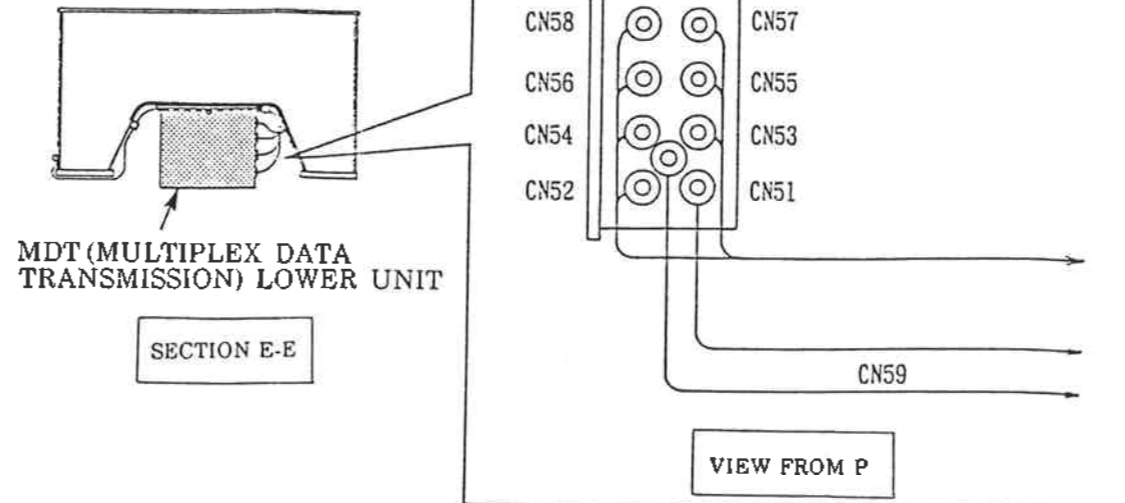 CN58 CN57
CN56 CN55
CN54 CN53
CN52 CN51
MDT (MULTIPLEX DATA
TRANSMISSION) LOWER UNIT
SECTION E-E
CN59
VIEW FROM P